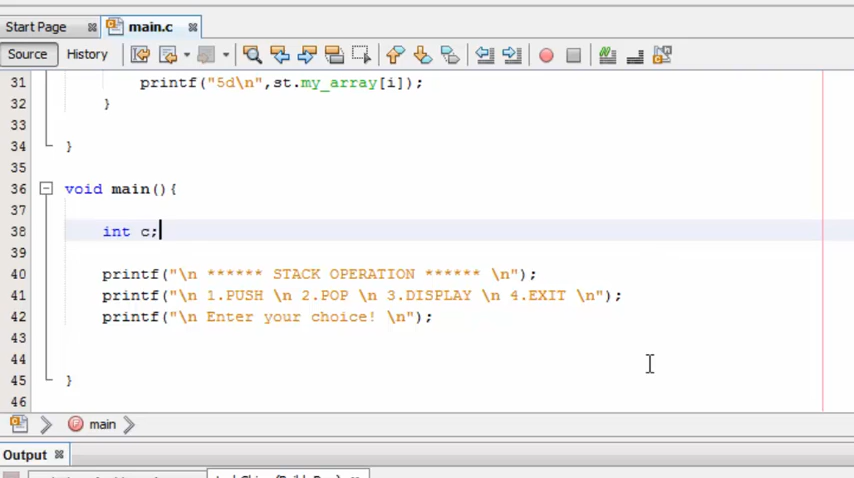 Start Page main.c
Source History
31 printf("5d\n",st.my_array[i]);
32 }
33
34 }
35
36 void main(){
37
38 int c;
39
40 printf("\n ****** STACK OPERATION ****** \n");
41 printf("\n 1.PUSH \n 2.POP \n 3.DISPLAY \n 4.EXIT \n");
42 printf("\n Enter your choice! \n");
43
44
45 }
46
main
Output